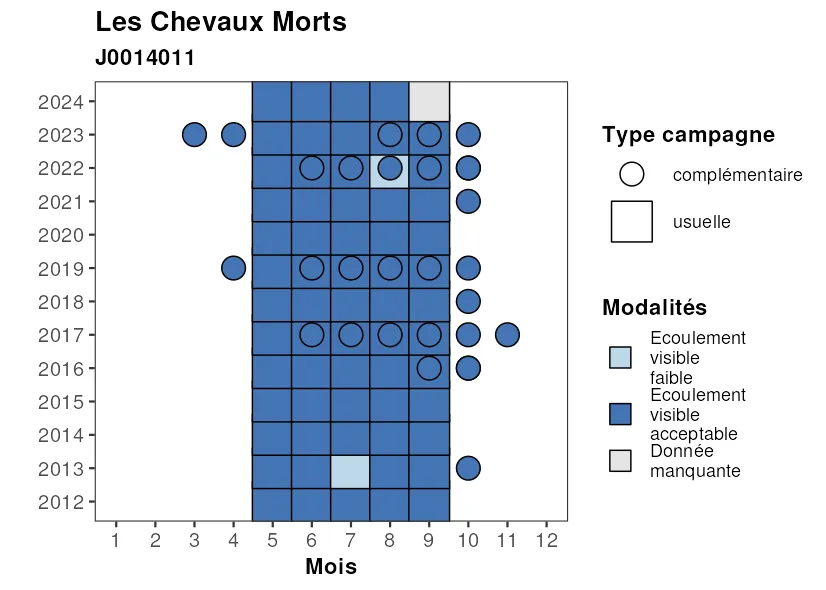 Les Chevaux Morts
J0014011
2024
2023
2022
2021
2020
2019
2018
2017
2016
2015
2014
2013
2012
1 2 3 4 5 6 7 8 9 10 11 12
Mois
Type campagne
complémentaire
usuelle
Modalités
Ecoulement
visible
faible
Ecoulement
visible
acceptable
Donnée
manquante